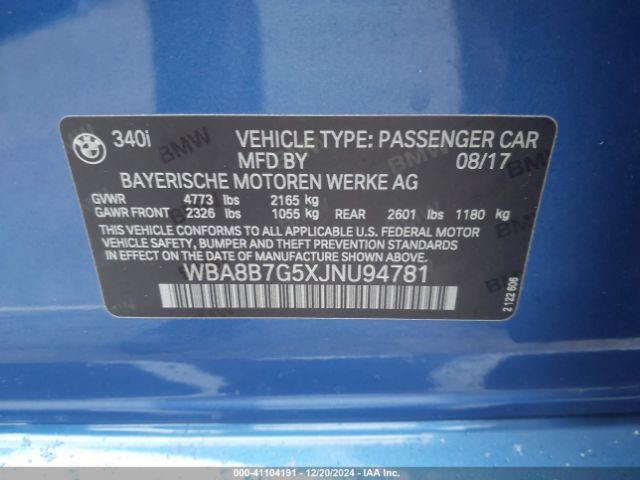 BMW
340i VEHICLE TYPE: PASSENGER CAR
MFD BY 08/17
BAYERISCHE MOTOREN WERKE AG
GVWR 4773 lbs 2165 kg
GAWR FRONT 2326 lbs 1055 kg REAR 2601 lbs 1180 kg
THIS VEHICLE CONFORMS TO ALL APPLICABLE U.S. FEDERAL MOTOR
VEHICLE SAFETY, BUMPER AND THEFT PREVENTION STANDARDS
IN EFFECT ON THE DATE OF MANUFACTURE SHOWN ABOVE.
WBA8B7G5XJNU94781
2 122 606
000-41104191 - 12/20/2024 - IAAI.com